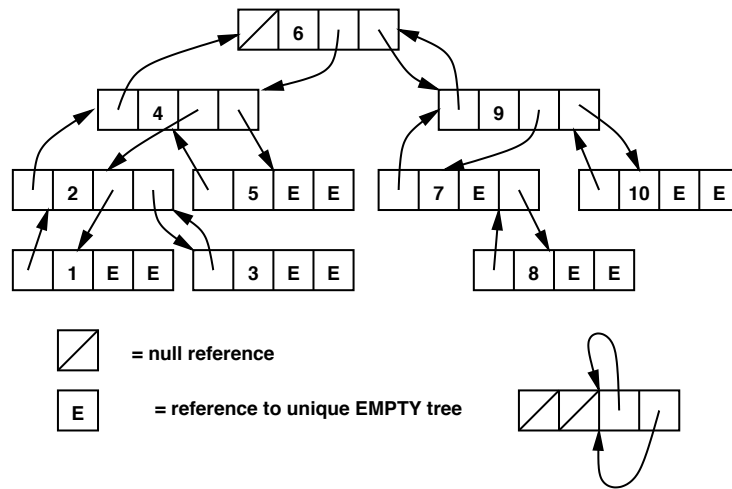 6
4 9
2 5 E E 7 E 10 E E
1 E E 3 E E 8 E E
= null reference
E = reference to unique EMPTY tree